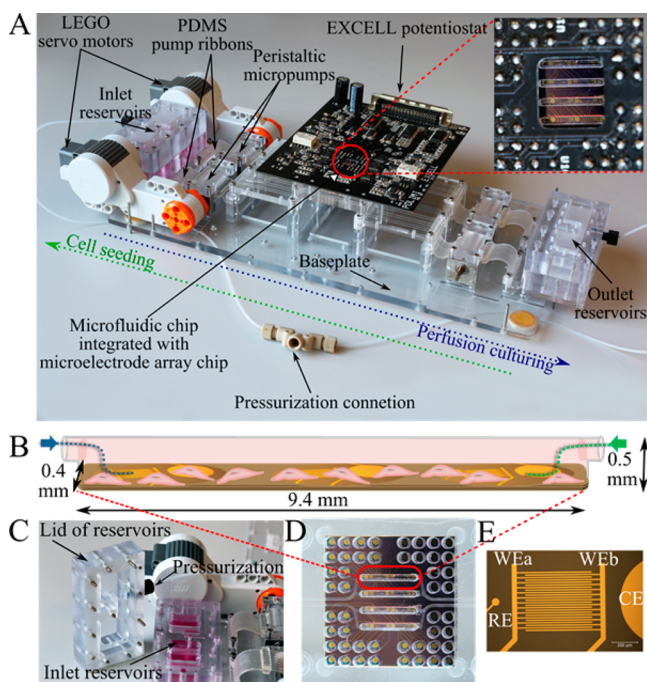 A
LEGO
servo motors
PDMS
pump ribbons
Peristaltic
micropumps
EXCELL potentiostat
Inlet
reservoirs
Cell seeding
Baseplate
Outlet
reservoirs
Microfluidic chip
integrated with
microelectrode array chip
Perfusion culturing
Pressurization connetion
B
0.4
mm
0.5
mm
9.4 mm
C
Lid of reservoirs
Pressurization
Inlet reservoirs
D
E
WEa
WEb
RE
CE